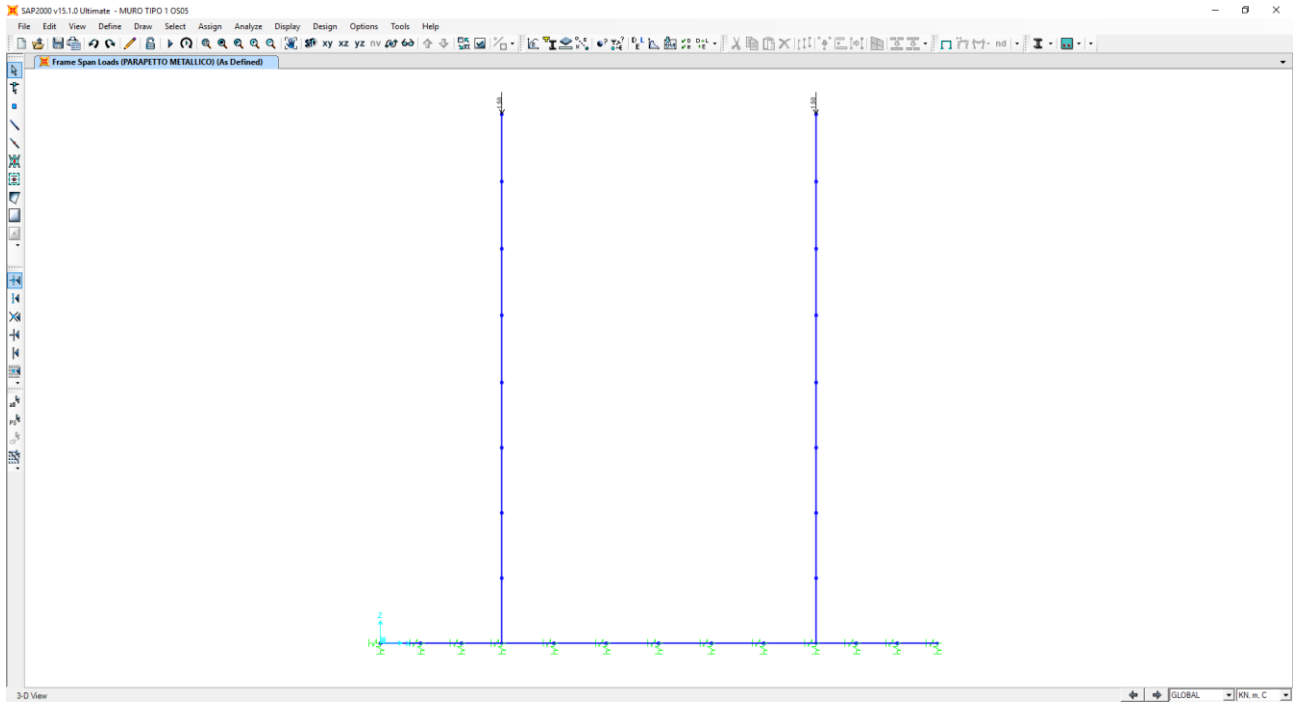 SAP2000 v15.1.0 Ultimate - MURO TIPO 1 OS05
File Edit View Define Draw Select Assign Analyze Display Design Options Tools Help
xy xz yz nv nd
Frame Span Loads (PARAPETTO METALLICO) (As Defined)
1.50 1.50
Z
3-D View GLOBAL KN, m, C